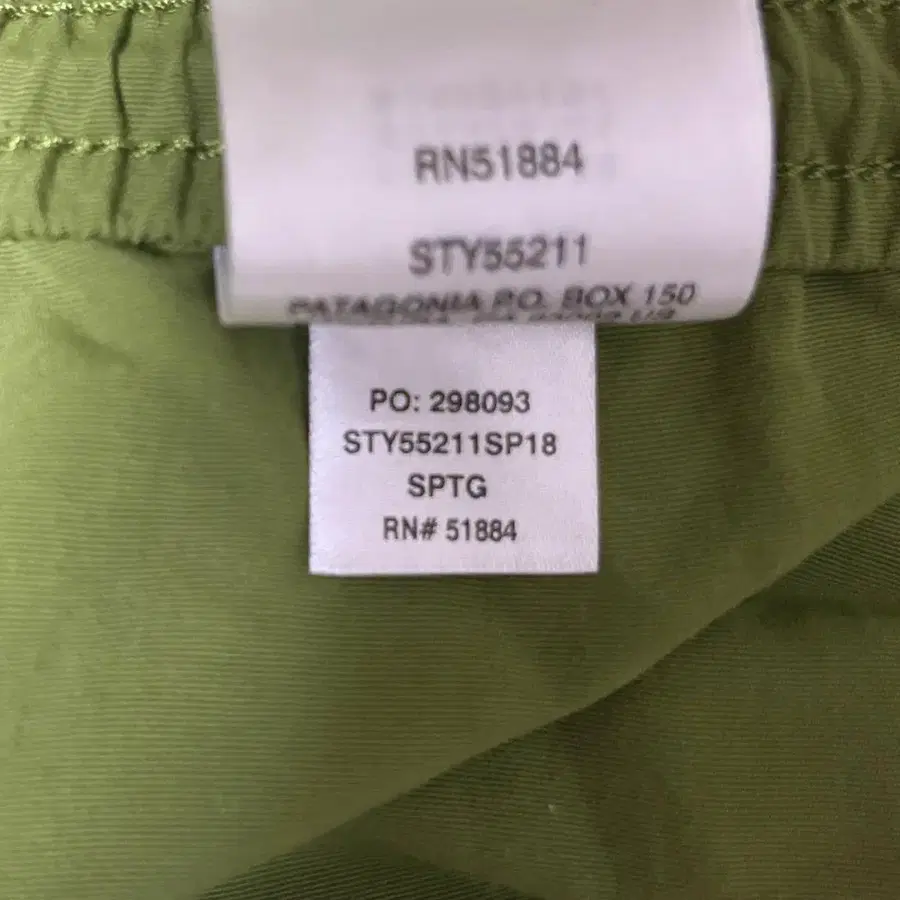 RN51884
STY55211
PATAGONIA P.O. BOX 150
PO: 298093
STY55211SP18
SPTG
RN# 51884